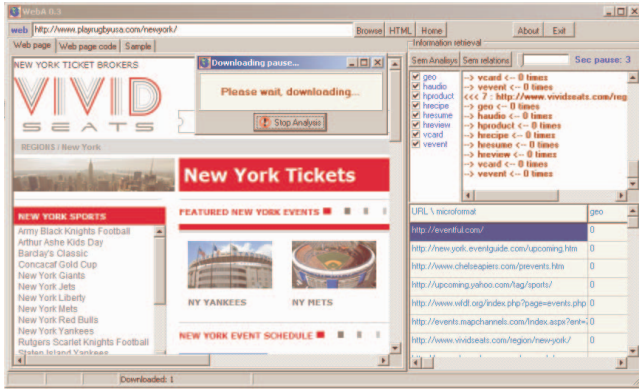 WebA 0.3
web http://www.playrugbyusa.com/newyork/ Browse HTML Home About Exit
Web page Web page code Sample
Information retrieval
Sem Analisys Sem relations Sec pause: 3
NEW YORK TICKET BROKERS
VIVID
SEATS
REGIONS / New York
Downloading pause...
Please wait, downloading...
Stop Analysis
New York Tickets
NEW YORK SPORTS
Army Black Knights Football
Arthur Ashe Kids Day
Barclay's Classic
Concacaf Gold Cup
New York Giants
New York Jets
New York Liberty
New York Mets
New York Red Bulls
New York Yankees
Rutgers Scarlet Knights Football
Staten Island Yankees
FEATURED NEW YORK EVENTS
NY YANKEES NY METS
NEW YORK EVENT SCHEDULE
geo
haudio
hproduct
hrecipe
hresume
hreview
vcard
vevent
--> vcard <-- 0 times
--> vevent <-- 0 times
<<< 7 : http://www.vividseats.com/reg
--> geo <-- 0 times
--> haudio <-- 0 times
--> hproduct <-- 0 times
--> hrecipe <-- 0 times
--> hresume <-- 0 times
--> hreview <-- 0 times
--> vcard <-- 0 times
--> vevent <-- 0 times
URL \ microformat geo
http://eventful.com/ 0
http://new.york.eventguide.com/upcoming.htm 0
http://www.chelseapiers.com/prevents.htm 0
http://upcoming.yahoo.com/tag/sports/ 0
http://www.wfdf.org/index.php?page=events.php 0
http://events.mapchannels.com/Index.aspx?ent= 0
http://www.vividseats.com/region/new-york/ 0
Downloaded: 1